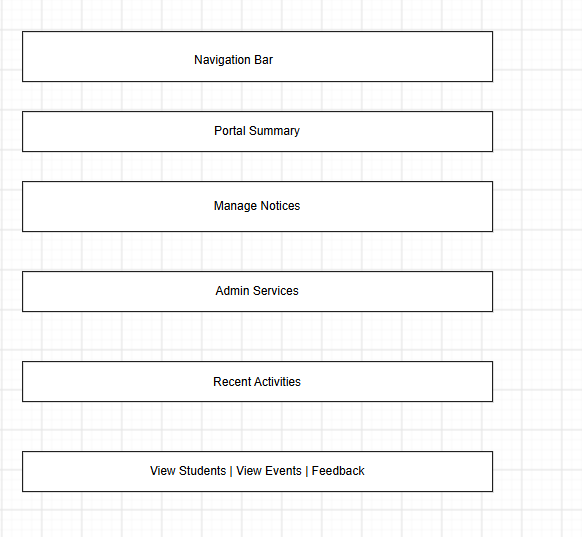 Navigation Bar
Portal Summary
Manage Notices
Admin Services
Recent Activities
View Students | View Events | Feedback